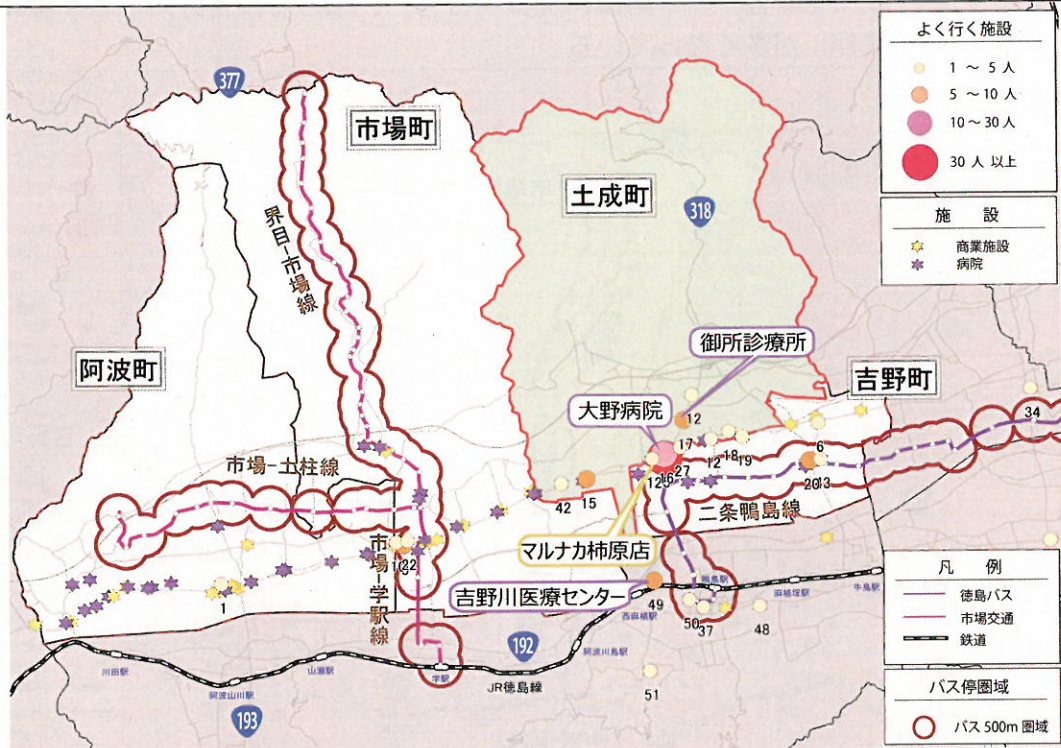 377
市場町
土成町
318
阿波町
吉野町
界目-市場線
市場-土柱線
市場-学駅線
二条鴨島線
御所診療所
大野病院
マルナカ柿原店
吉野川医療センター
12
17
27
16
12
12
18
19
6
20
13
34
42
15
22
1
49
50
37
48
51
192
193
JR徳島線
川田駅
阿波山川駅
山瀬駅
学駅
阿波川島駅
西麻植駅
鴨島駅
麻植塚駅
牛島駅
よく行く施設
1 ~ 5 人
5 ~ 10 人
10 ~ 30 人
30 人 以上
施 設
商業施設
病院
凡 例
徳島バス
市場交通
鉄道
バス停圏域
バス 500m 圏域